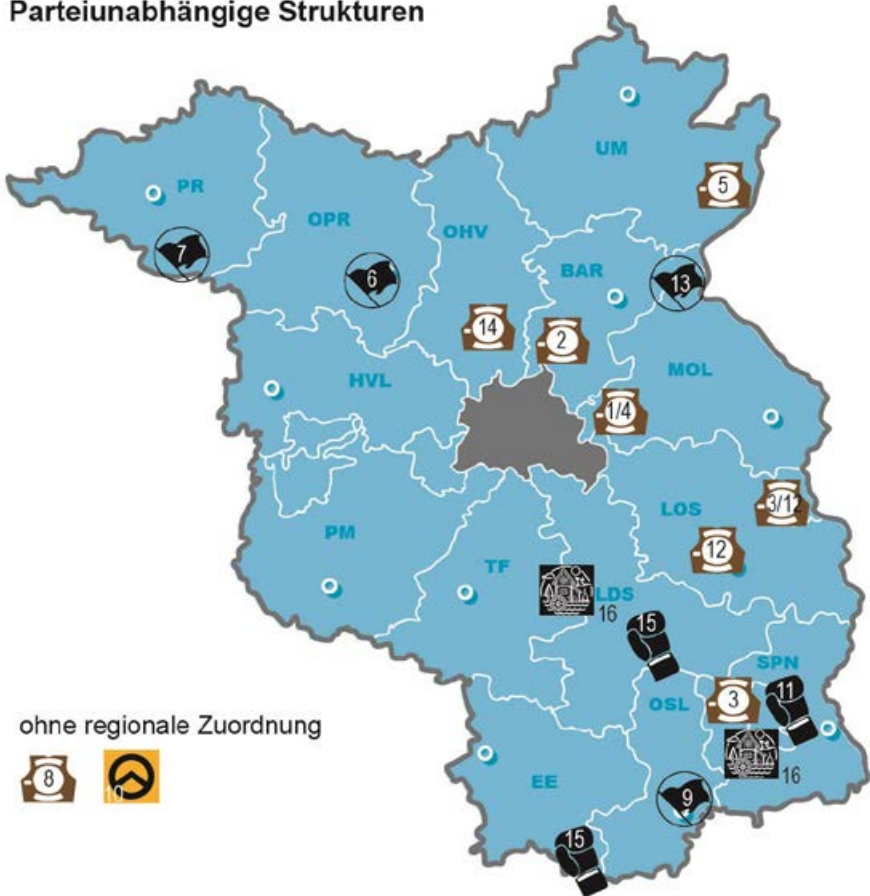 Parteiunabhängige Strukturen
UM
5
PR
OPR
OHV
7
6
BAR
13
14
2
HVL
MOL
1/4
3/12
LOS
PM
12
TF
LDS
16
15
SPN
OSL
3
11
16
ohne regionale Zuordnung
8
10
EE
9
15